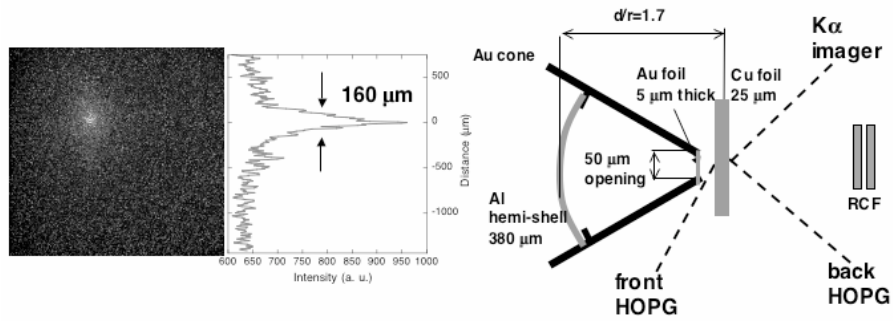 500
0
-500
-1000
Distance (μm)
160 μm
600 650 700 750 800 850 900 950 1000
Intensity (a. u.)
d/r=1.7
Kα
imager
Au cone
Au foil
5 μm thick
Cu foil
25 μm
50 μm
opening
RCF
Al
hemi-shell
380 μm
front
HOPG
back
HOPG